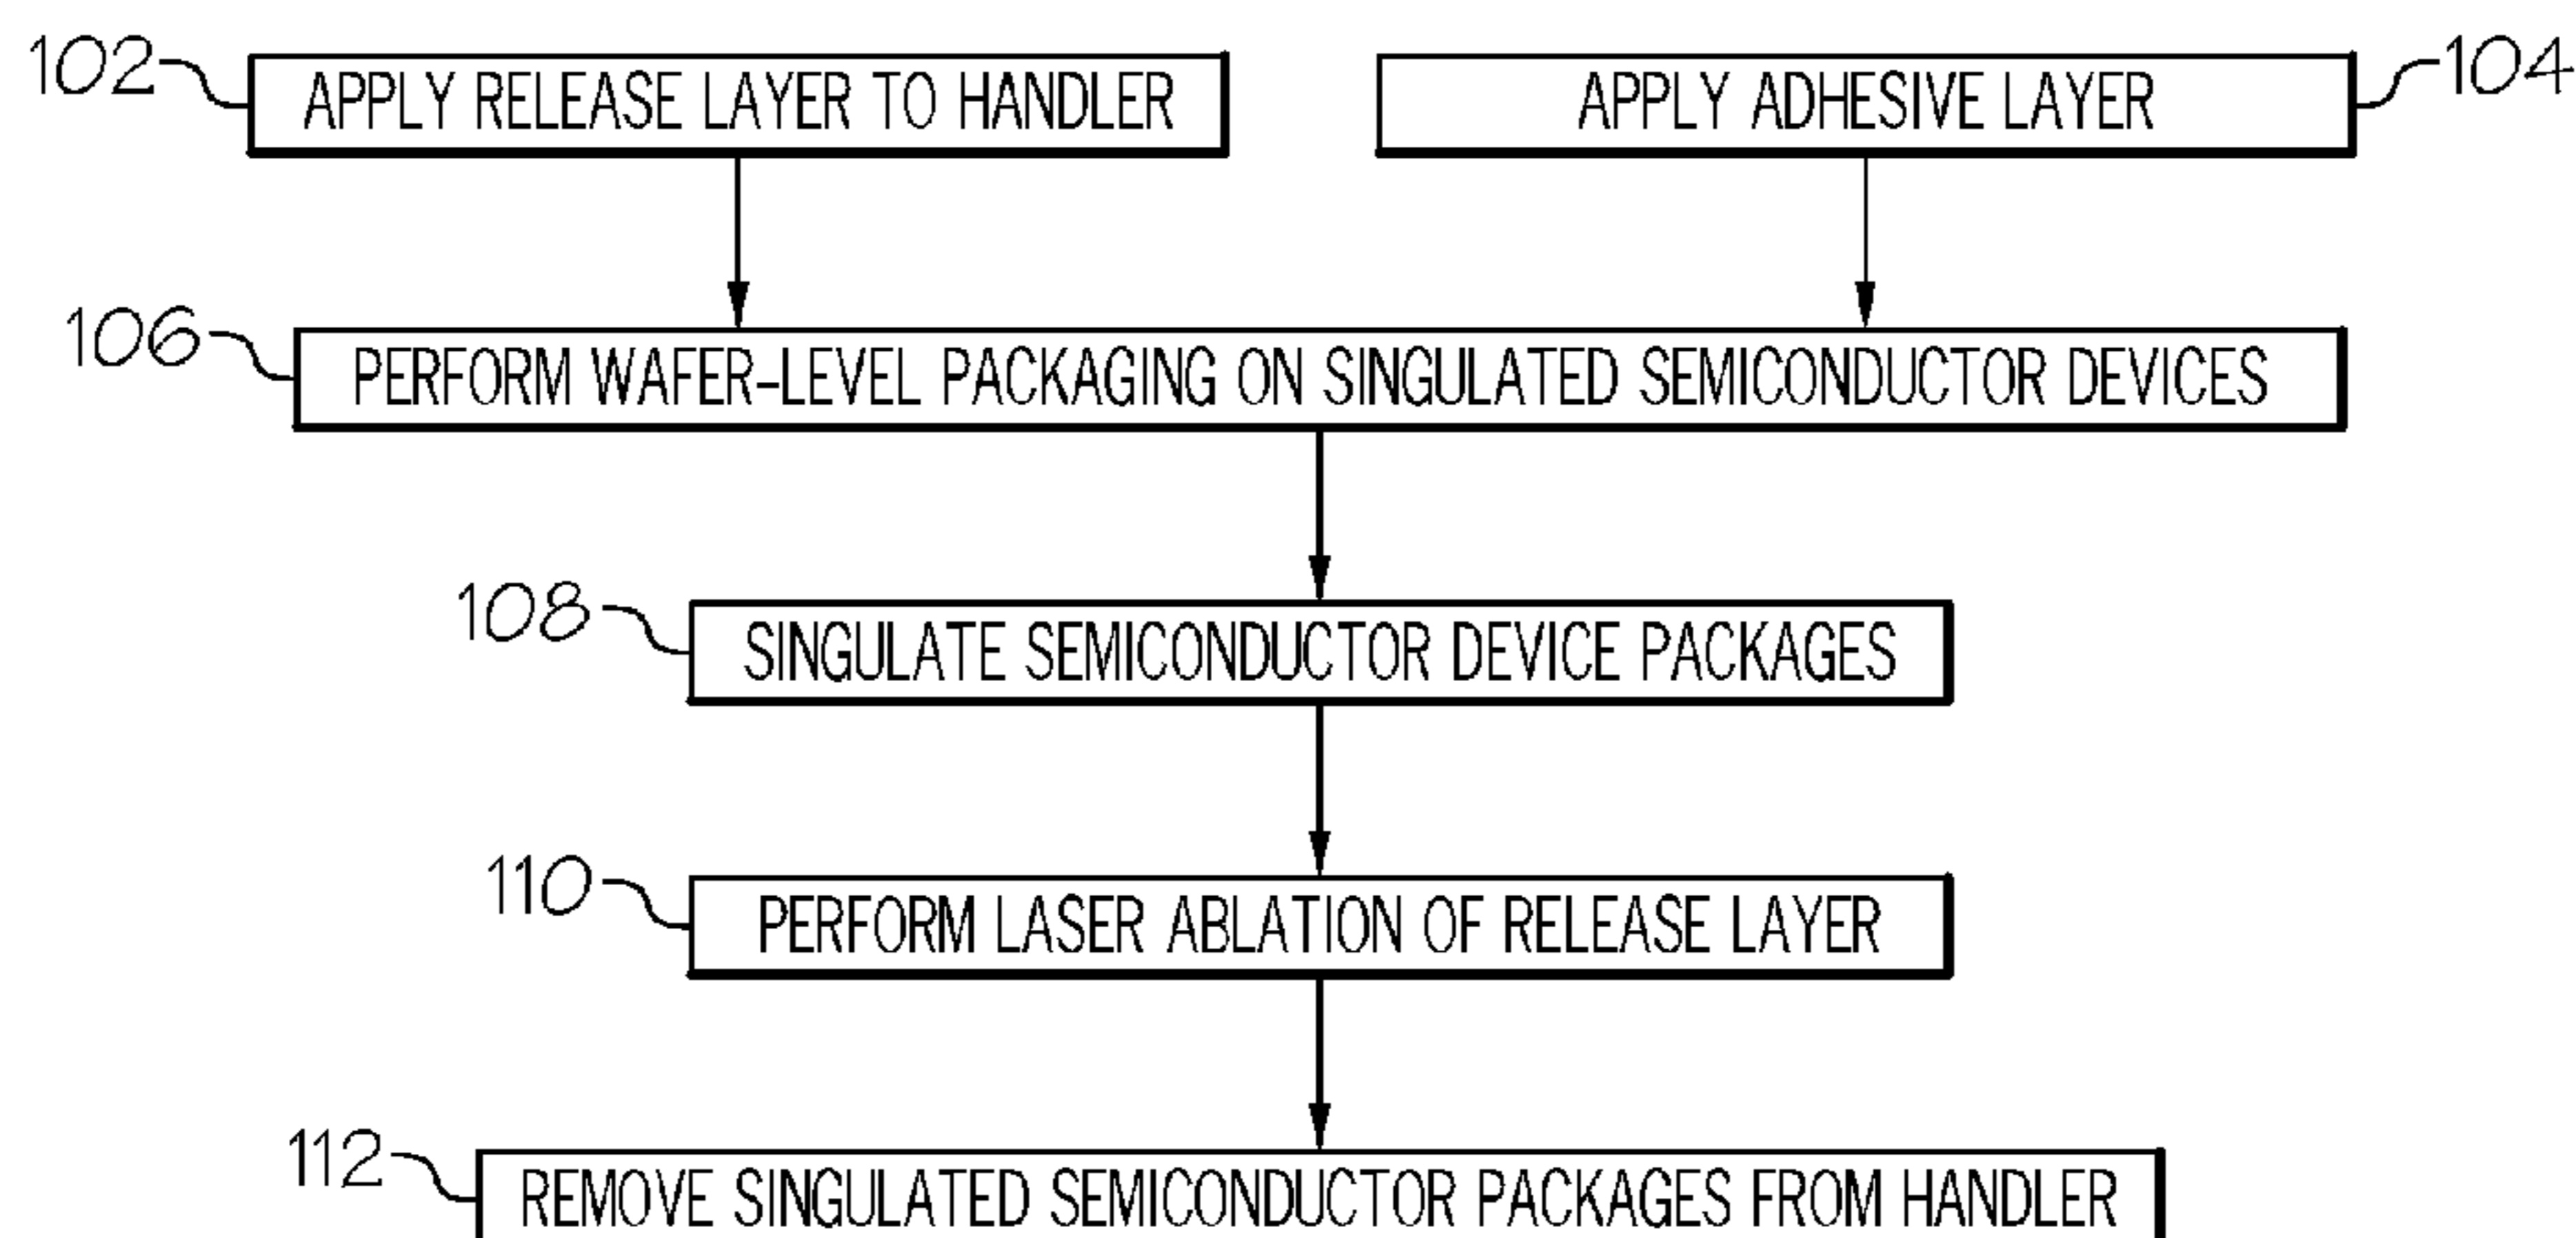 102 APPLY RELEASE LAYER TO HANDLER
APPLY ADHESIVE LAYER 104
106 PERFORM WAFER-LEVEL PACKAGING ON SINGULATED SEMICONDUCTOR DEVICES
108 SINGULATE SEMICONDUCTOR DEVICE PACKAGES
110 PERFORM LASER ABLATION OF RELEASE LAYER
112 REMOVE SINGULATED SEMICONDUCTOR PACKAGES FROM HANDLER